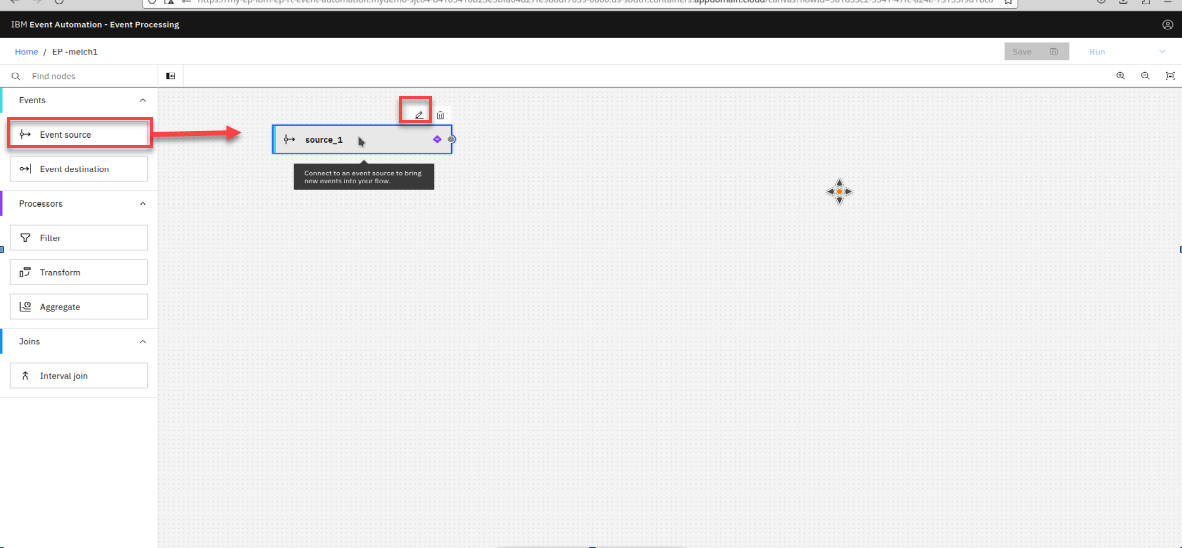 IBM Event Automation - Event Processing
Home / EP -melch1
Save
Run
Find nodes
Events
Event source
Event destination
Processors
Filter
Transform
Aggregate
Joins
Interval join
source_1
Connect to an event source to bring
new events into your flow.